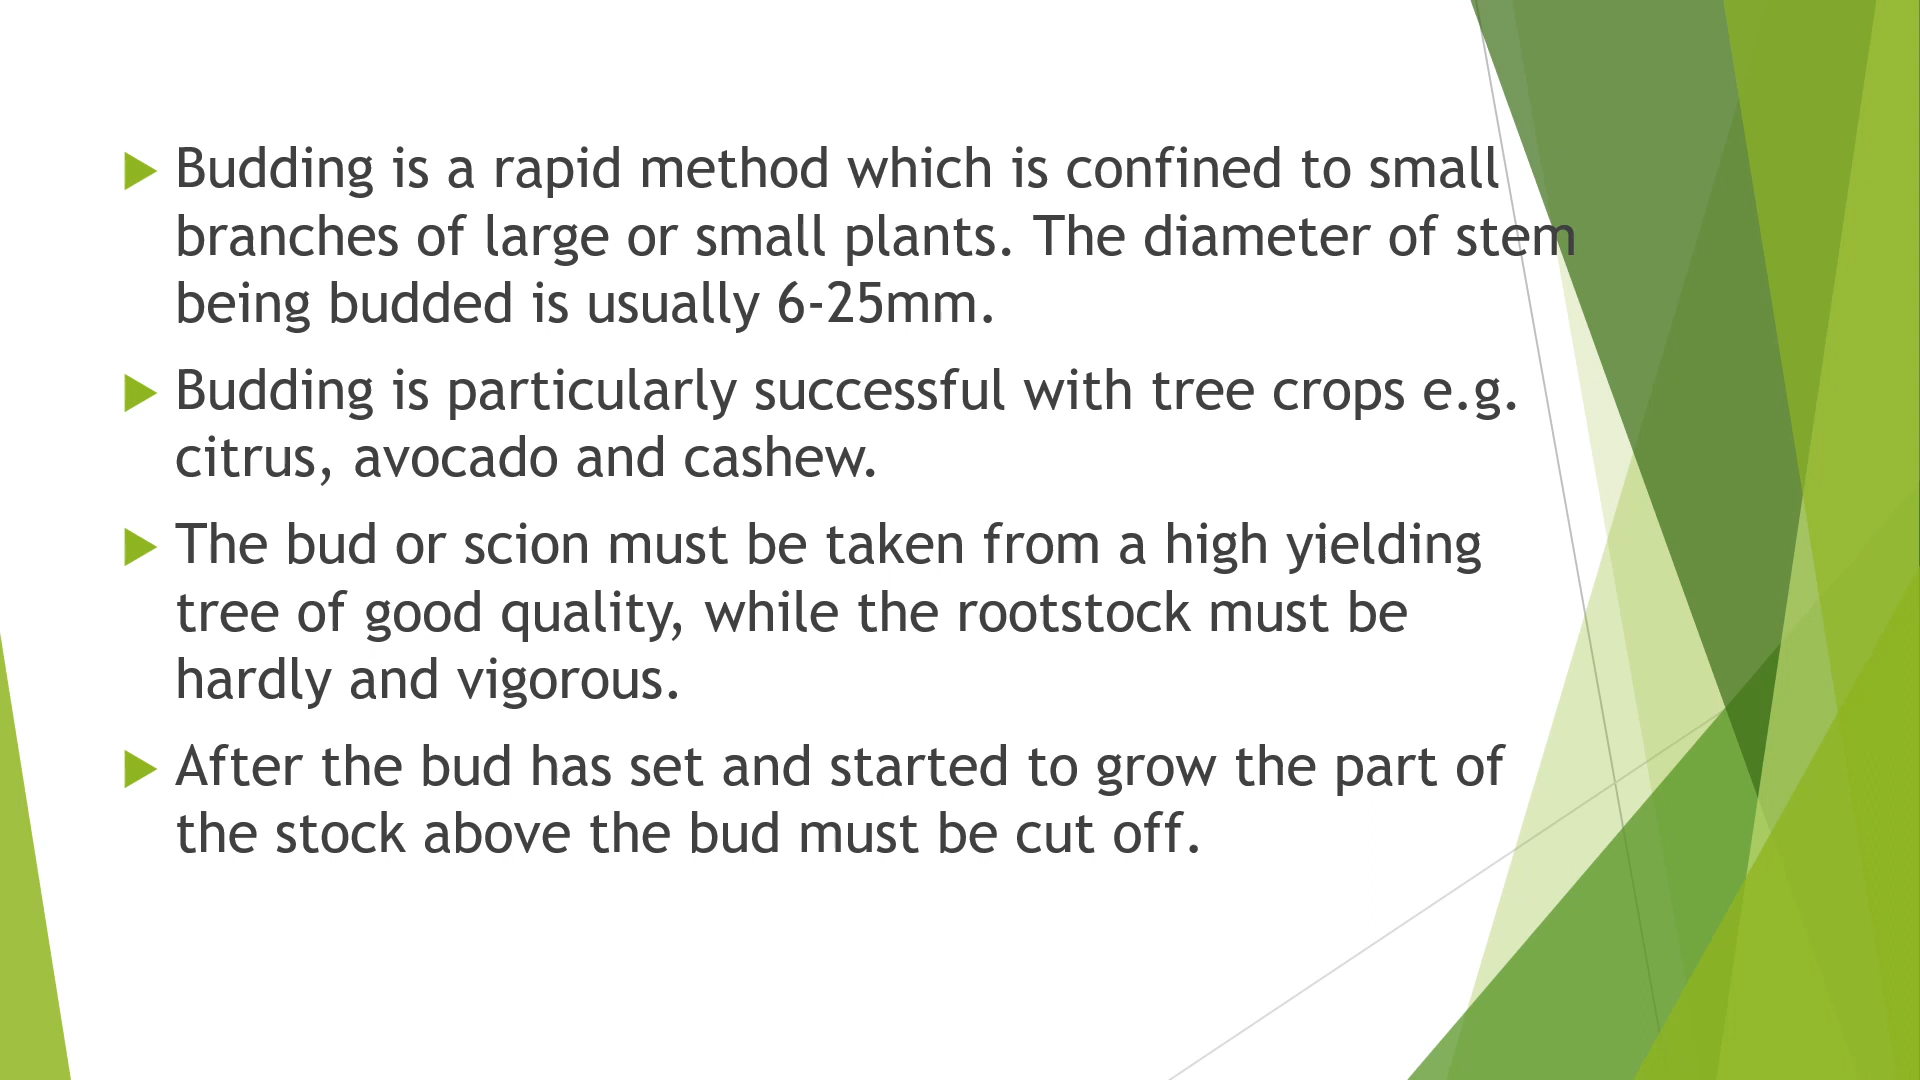 Budding is a rapid method which is confined to small
branches of large or small plants. The diameter of stem
being budded is usually 6-25mm.
Budding is particularly successful with tree crops e.g.
citrus, avocado and cashew.
The bud or scion must be taken from a high yielding
tree of good quality, while the rootstock must be
hardly and vigorous.
After the bud has set and started to grow the part of
the stock above the bud must be cut off.